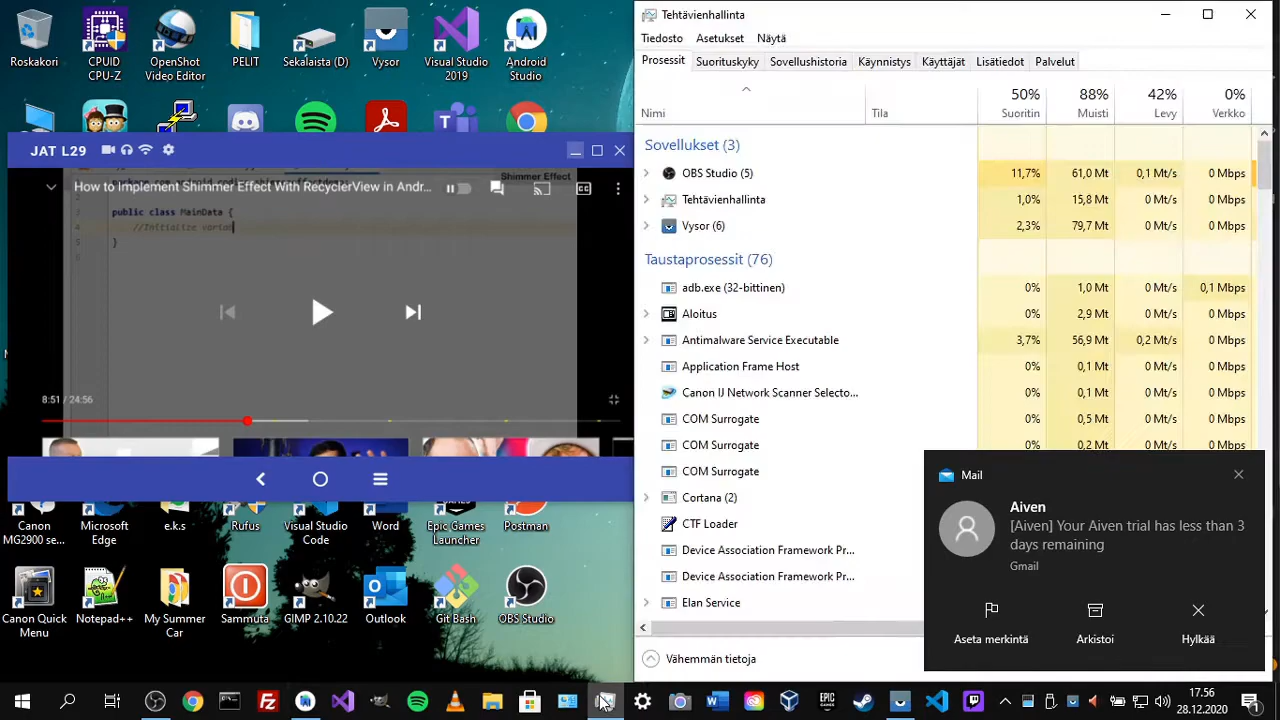 Roskakori
CPUID
CPU-Z
OpenShot
Video Editor
PELIT
Sekalaista (D)
Vysor
Visual Studio
2019
Android
Studio
JAT L29
How to Implement Shimmer Effect With RecyclerView in Andr...
Shimmer Effect
public class MainData {
4
//Initialize variab
5
}
6
8:51 / 24:56
Canon
MG2900 se...
Microsoft
Edge
e.k.s
Rufus
Visual Studio
Code
Word
Epic Games
Launcher
Postman
Canon Quick
Menu
Notepad++
My Summer
Car
Sammuta
GIMP 2.10.22
Outlook
Git Bash
OBS Studio
Tehtävienhallinta
Tiedosto Asetukset Näytä
Prosessit Suorituskyky Sovellushistoria Käynnistys Käyttäjät Lisätiedot Palvelut
50% 88% 42% 0%
Nimi Tila Suoritin Muisti Levy Verkko
Sovellukset (3)
OBS Studio (5) 11,7% 61,0 Mt 0,1 Mt/s 0 Mbps
Tehtävienhallinta 1,0% 15,8 Mt 0 Mt/s 0 Mbps
Vysor (6) 2,3% 79,7 Mt 0 Mt/s 0 Mbps
Taustaprosessit (76)
adb.exe (32-bittinen) 0% 1,0 Mt 0 Mt/s 0,1 Mbps
Aloitus 0% 2,9 Mt 0 Mt/s 0 Mbps
Antimalware Service Executable 3,7% 56,9 Mt 0,2 Mt/s 0 Mbps
Application Frame Host 0% 0,1 Mt 0 Mt/s 0 Mbps
Canon IJ Network Scanner Selecto... 0% 0,1 Mt 0 Mt/s 0 Mbps
COM Surrogate 0% 0,5 Mt 0 Mt/s 0 Mbps
COM Surrogate 0% 0,2 Mt 0 Mt/s 0 Mbps
COM Surrogate
Cortana (2)
CTF Loader
Device Association Framework Pr...
Device Association Framework Pr...
Elan Service
Vähemmän tietoja
Mail
Aiven
[Aiven] Your Aiven trial has less than 3
days remaining
Gmail
Aseta merkintä Arkistoi Hylkää
17.56
28.12.2020
1